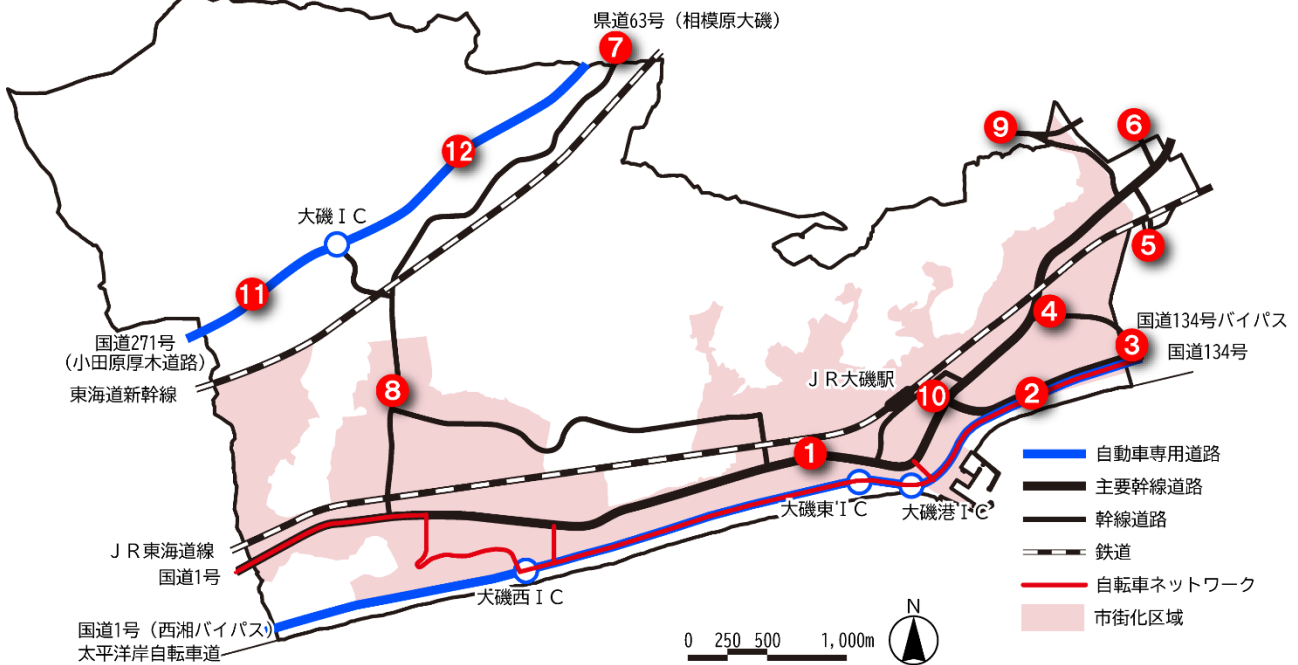 県道63号（相模原大磯）
7
9
6
12
大磯ＩＣ
5
11
4
国道134号バイパス
国道271号
（小田原厚木道路）
3
国道134号
東海道新幹線
ＪＲ大磯駅
8
10
2
1
自動車専用道路
主要幹線道路
大磯東ＩＣ
大磯港ＩＣ
幹線道路
ＪＲ東海道線
鉄道
国道1号
自転車ネットワーク
大磯西ＩＣ
市街化区域
国道1号（西湘バイパス）
太平洋岸自転車道
0 250 500 1,000m
N